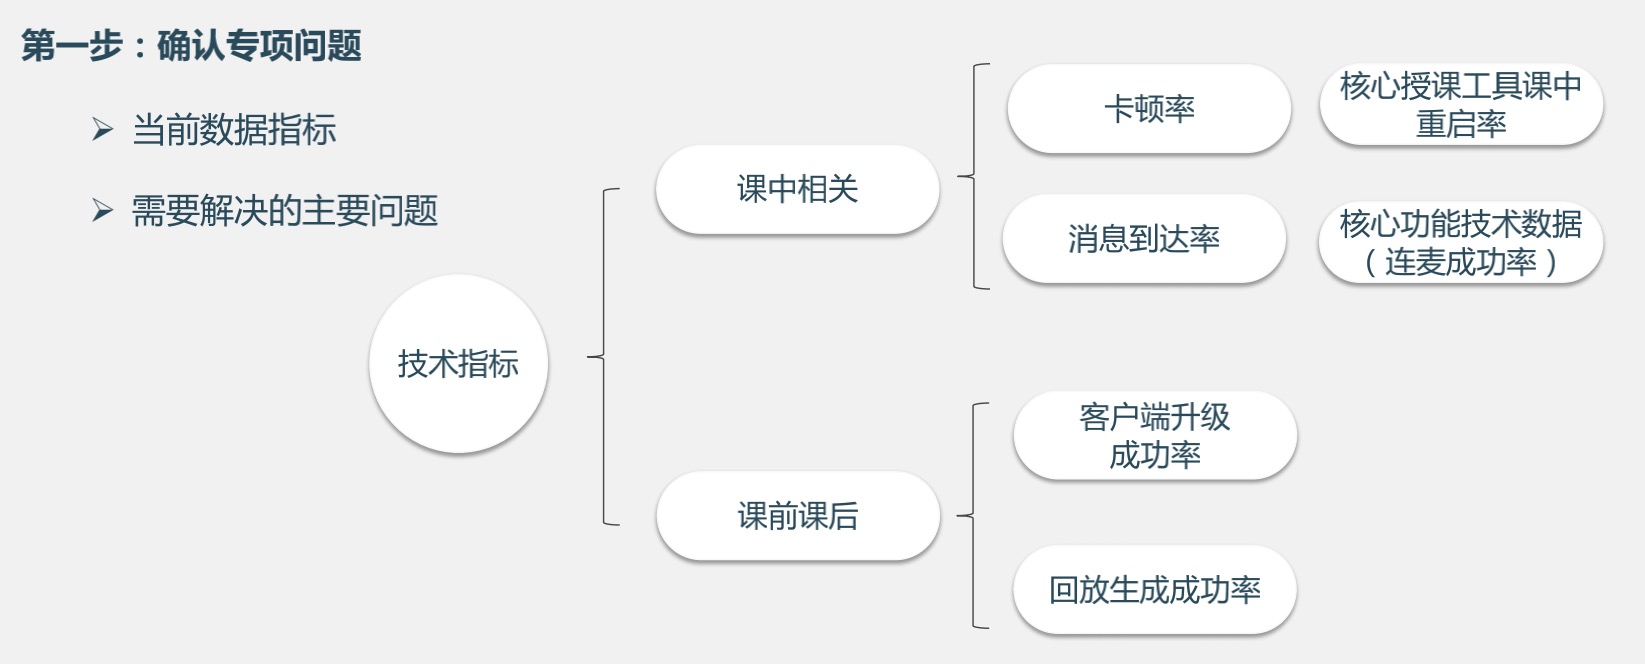 第一步：确认专项问题
当前数据指标
需要解决的主要问题
技术指标
课中相关
卡顿率
核心授课工具课中
重启率
消息到达率
核心功能技术数据
（连麦成功率）
课前课后
客户端升级
成功率
回放生成成功率